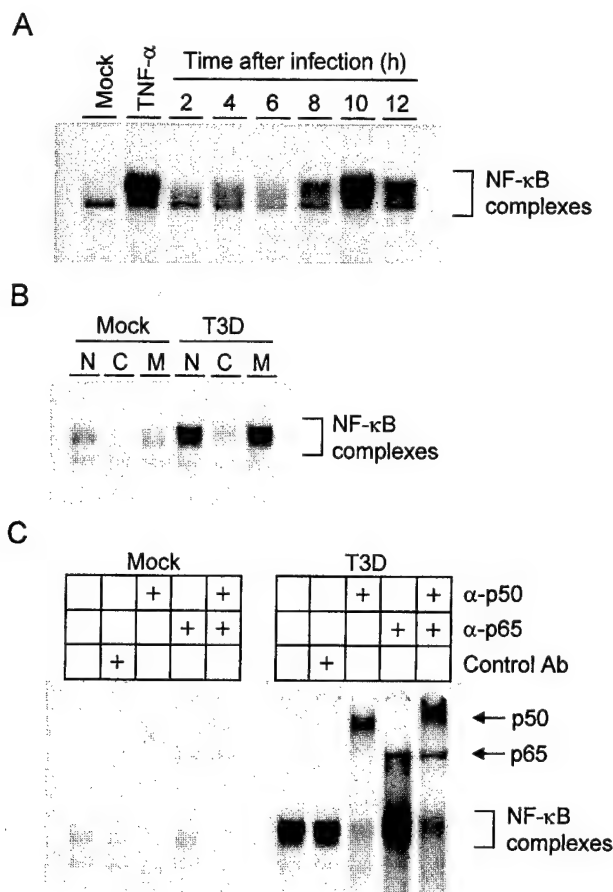 A
Mock
TNF-α
Time after infection (h)
2 4 6 8 10 12
NF-κB
complexes
B
Mock T3D
N C M N C M
NF-κB
complexes
C
Mock T3D
+ + + + α-p50
+ + + + α-p65
+ + Control Ab
p50
p65
NF-κB
complexes